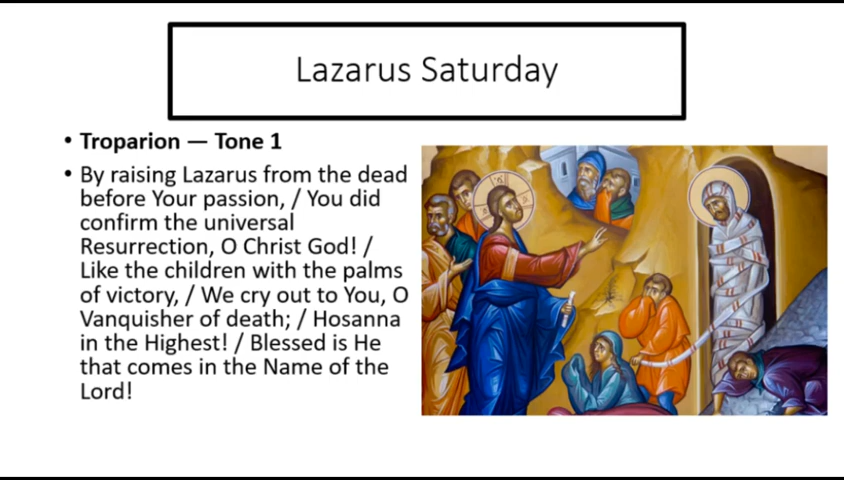 Lazarus Saturday
• Troparion — Tone 1
• By raising Lazarus from the dead
before Your passion, / You did
confirm the universal
Resurrection, O Christ God! /
Like the children with the palms
of victory, / We cry out to You, O
Vanquisher of death; / Hosanna
in the Highest! / Blessed is He
that comes in the Name of the
Lord!